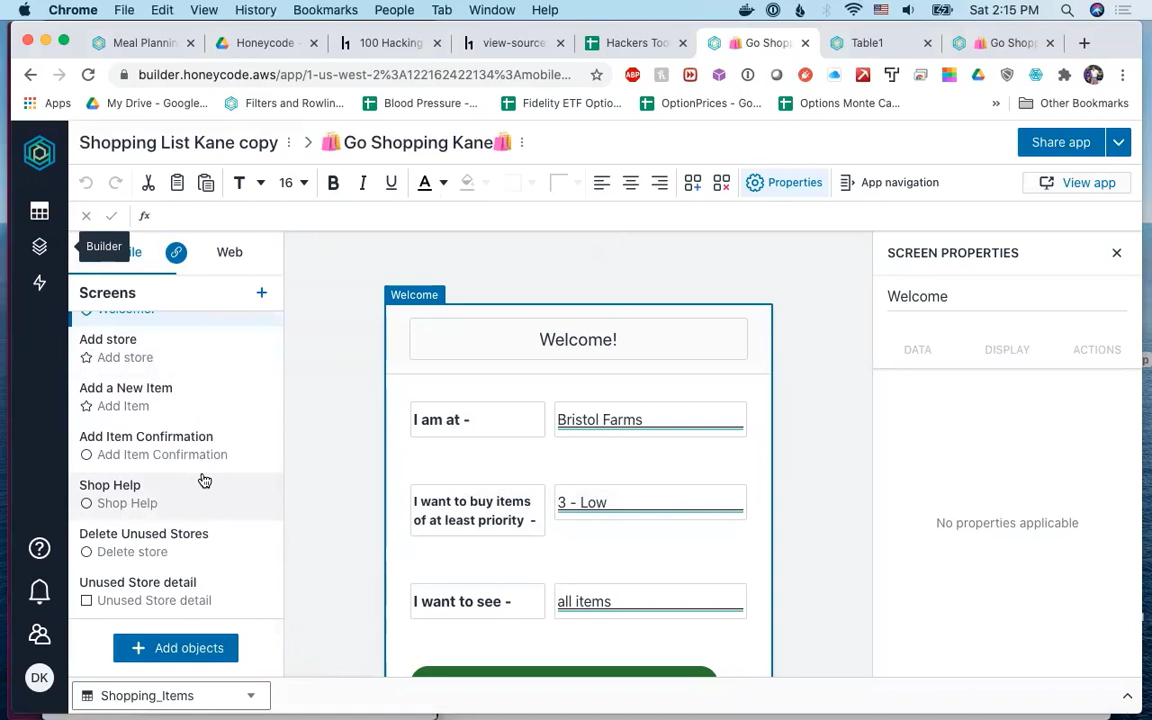 Chrome File Edit View History Bookmarks People Tab Window Help Sat 2:15 PM
Meal Plannin Honeycode - 100 Hacking view-source Hackers Too Go Shop Table1 Go Shop
builder.honeycode.aws/app/1-us-west-2%3A122162422134%3Amobile...
Apps My Drive - Google... Filters and Rowlin... Blood Pressure -... Fidelity ETF Optio... OptionPrices - Go... Options Monte Ca... » Other Bookmarks
Shopping List Kane copy > Go Shopping Kane Share app
T 16 B I U A Properties App navigation View app
fx
Builder Web
Screens
Welcome!
Add store
Add store
Add a New Item
Add Item
Add Item Confirmation
Add Item Confirmation
Shop Help
Shop Help
Delete Unused Stores
Delete store
Unused Store detail
Unused Store detail
Add objects
Shopping_Items
DK
Welcome
Welcome!
I am at - Bristol Farms
I want to buy items
of at least priority - 3 - Low
I want to see - all items
SCREEN PROPERTIES
Welcome
DATA DISPLAY ACTIONS
No properties applicable